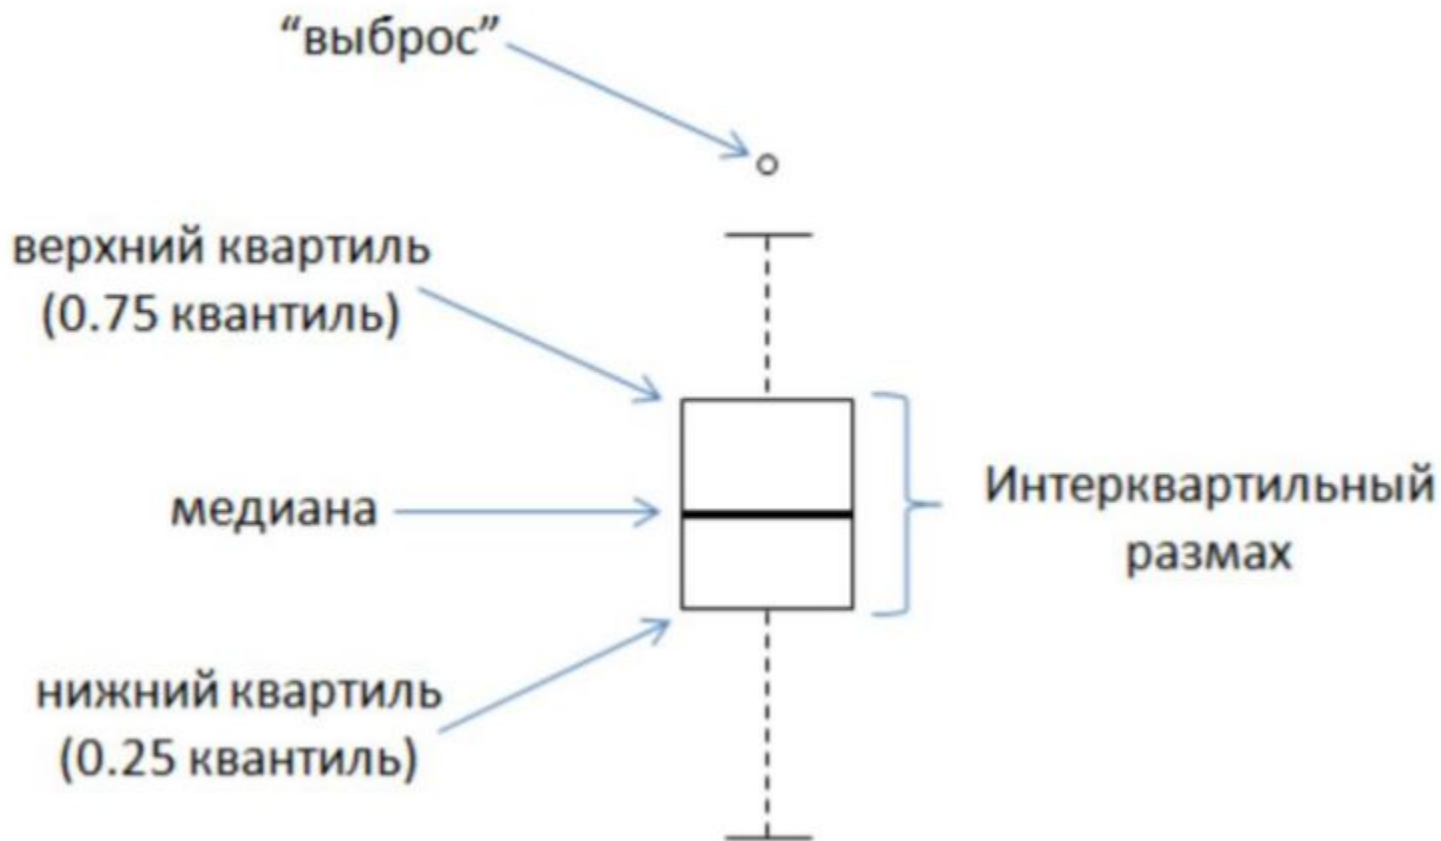 “выброс”
верхний квартиль
(0.75 квантиль)
медиана
Интерквартильный
размах
нижний квартиль
(0.25 квантиль)